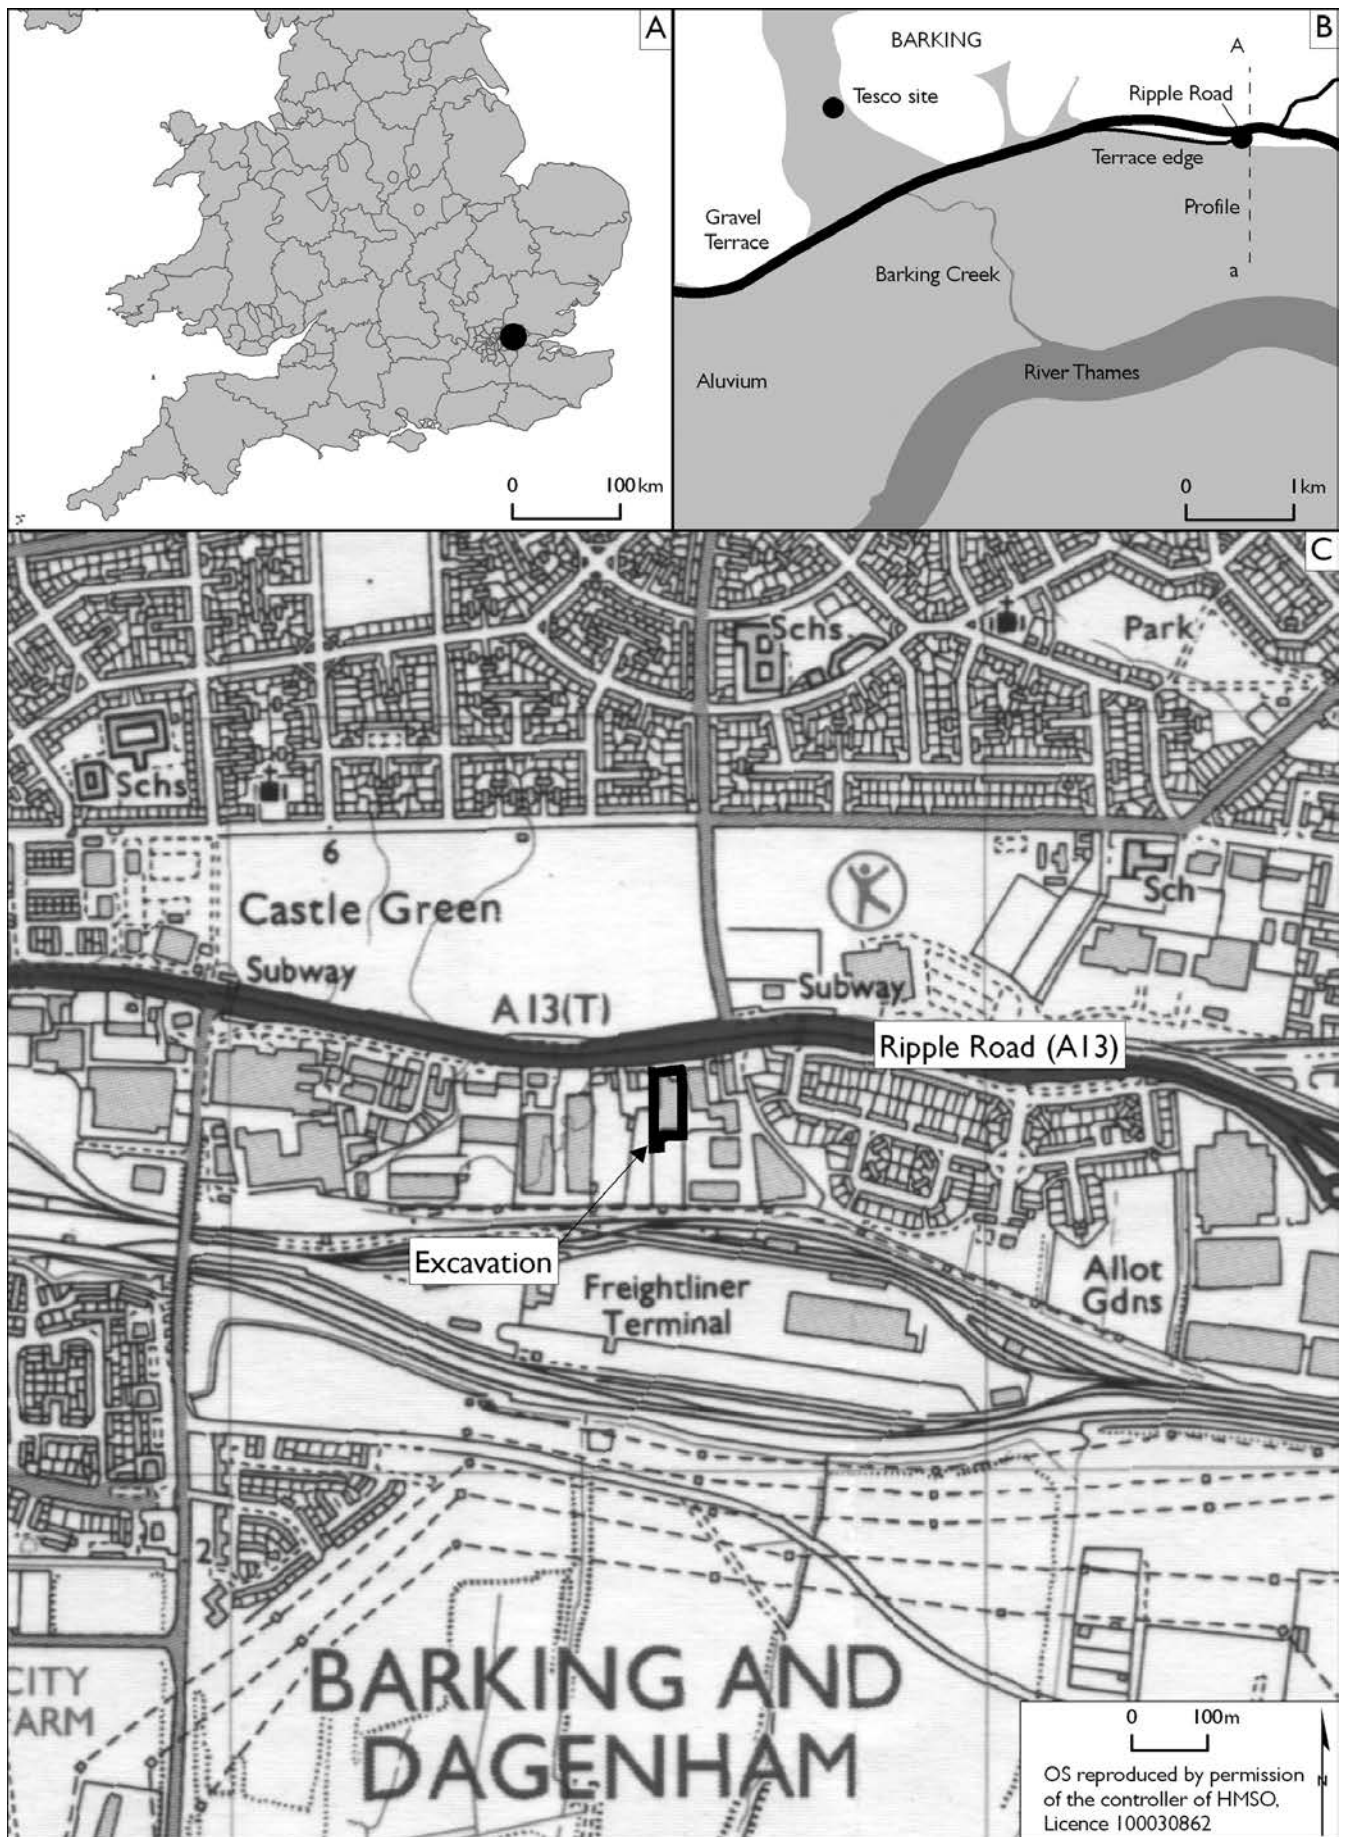 A
0 100 km
B
BARKING
A
Tesco site
Ripple Road
Terrace edge
Gravel
Terrace
Profile
Barking Creek
a
Aluvium
River Thames
0 1 km
C
Schs
Park
Schs
6
Castle Green
Sch
Subway
Subway
A 13(T)
Ripple Road (A13)
Excavation
Freightliner
Terminal
Allot
Gdns
2
BARKING AND
DAGENHAM
CITY
ARM
0 100m
OS reproduced by permission
of the controller of HMSO.
Licence 100030862
N